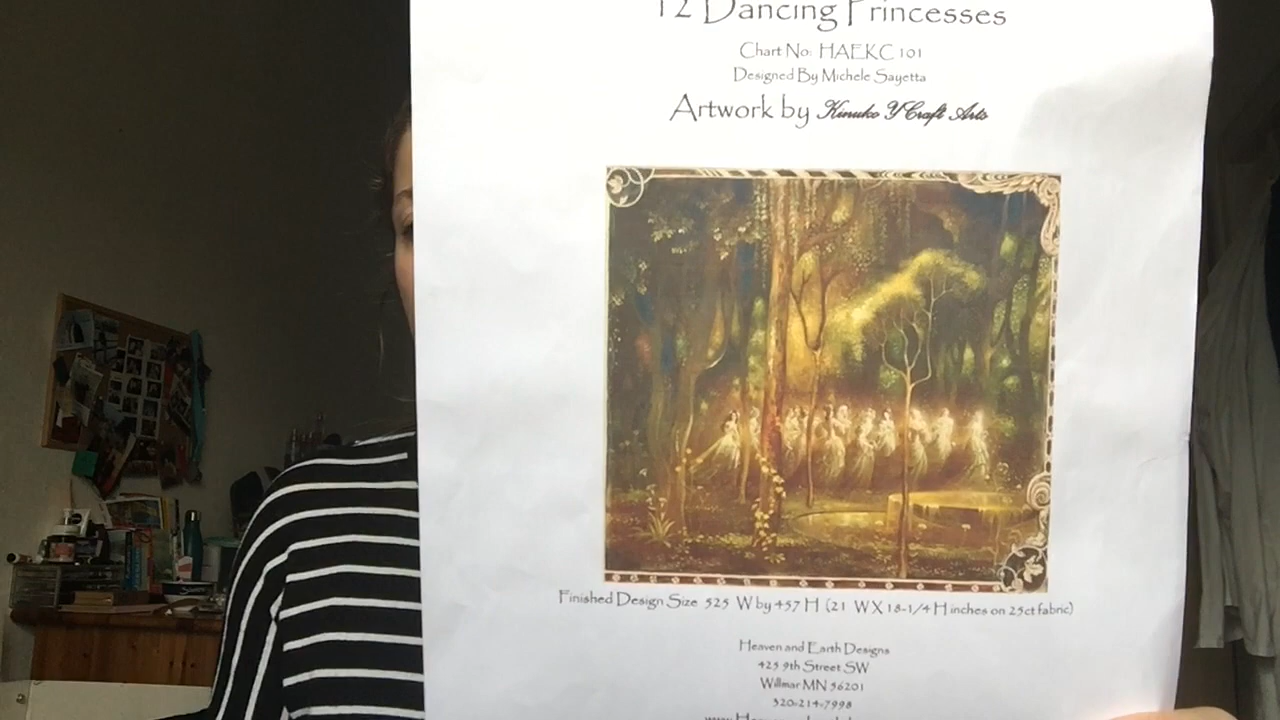 12 Dancing Princesses
Chart No: HAEKC 101
Designed By Michele Sayetta
Artwork by Kinuko Y Craft Arts
Finished Design Size 525 W by 457 H (21 W X 18-1/4 H inches on 25ct fabric)
Heaven and Earth Designs
425 9th Street SW
Willmar MN 56201
320-214-7998